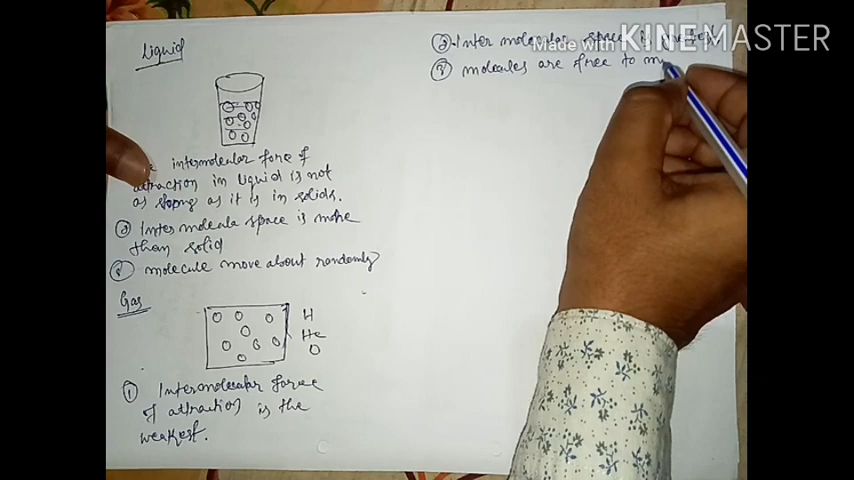 Liquid
intermolecular force of
attraction in liquid is not
as strong as it is in solids.
② Inter molecule space is more
than solid
③ molecule move about randomly
Gas
H
He
O
① Intermolecular force
of attraction is the
weakest.
② Inter molecular space is
③ molecules are free to m
Made with KINEMASTER